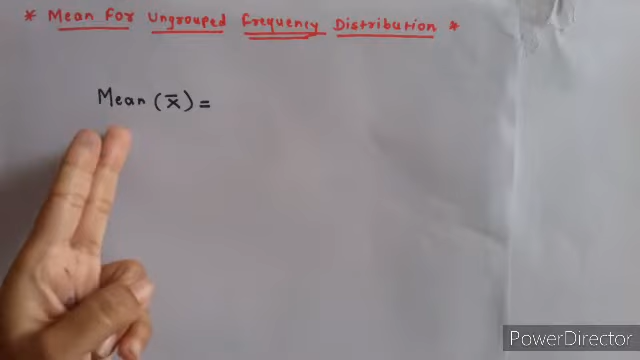 * Mean for Ungrouped frequency Distribution *
Mean (x̄) =
PowerDirector